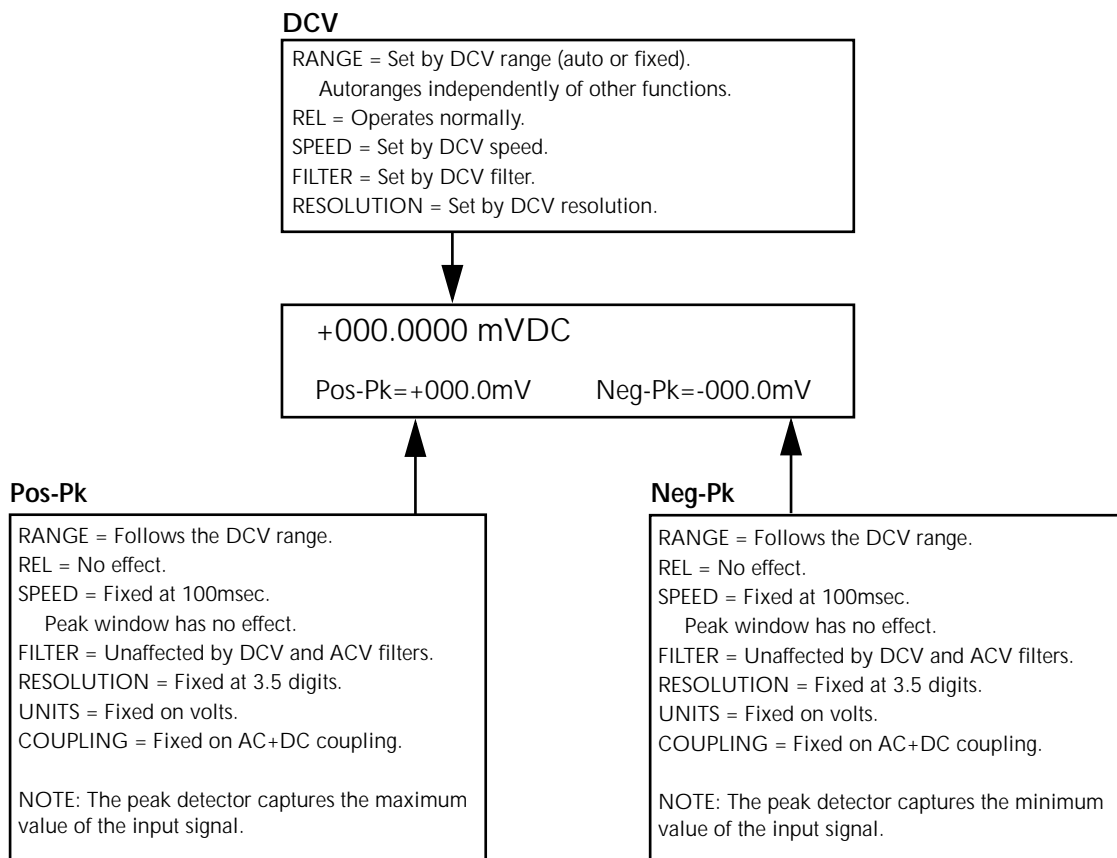 DCV
RANGE = Set by DCV range (auto or fixed).
Autoranges independently of other functions.
REL = Operates normally.
SPEED = Set by DCV speed.
FILTER = Set by DCV filter.
RESOLUTION = Set by DCV resolution.
+000.0000 mVDC
Pos-Pk=+000.0mV Neg-Pk=-000.0mV
Pos-Pk
RANGE = Follows the DCV range.
REL = No effect.
SPEED = Fixed at 100msec.
Peak window has no effect.
FILTER = Unaffected by DCV and ACV filters.
RESOLUTION = Fixed at 3.5 digits.
UNITS = Fixed on volts.
COUPLING = Fixed on AC+DC coupling.
NOTE: The peak detector captures the maximum
value of the input signal.
Neg-Pk
RANGE = Follows the DCV range.
REL = No effect.
SPEED = Fixed at 100msec.
Peak window has no effect.
FILTER = Unaffected by DCV and ACV filters.
RESOLUTION = Fixed at 3.5 digits.
UNITS = Fixed on volts.
COUPLING = Fixed on AC+DC coupling.
NOTE: The peak detector captures the minimum
value of the input signal.